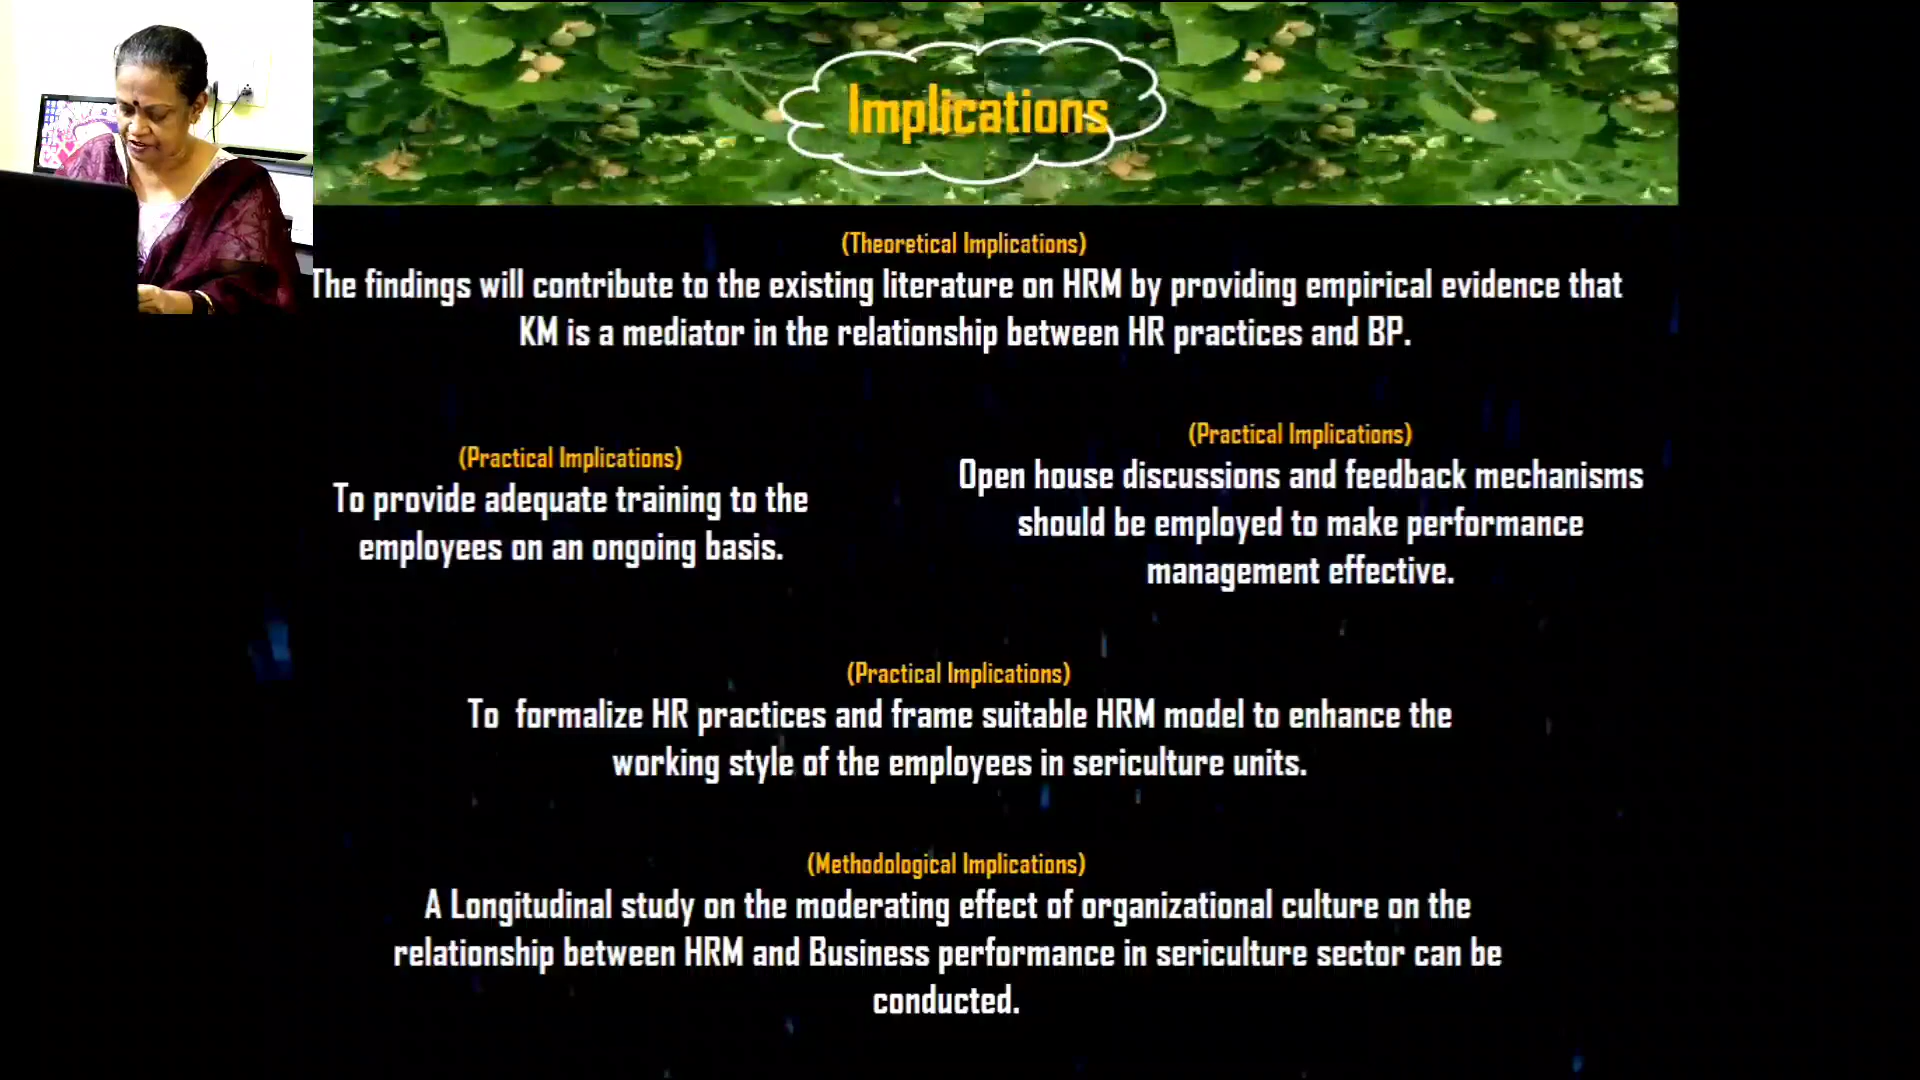 Implications
(Theoretical Implications)
The findings will contribute to the existing literature on HRM by providing empirical evidence that
KM is a mediator in the relationship between HR practices and BP.
(Practical Implications)
To provide adequate training to the
employees on an ongoing basis.
(Practical Implications)
Open house discussions and feedback mechanisms
should be employed to make performance
management effective.
(Practical Implications)
To formalize HR practices and frame suitable HRM model to enhance the
working style of the employees in sericulture units.
(Methodological Implications)
A Longitudinal study on the moderating effect of organizational culture on the
relationship between HRM and Business performance in sericulture sector can be
conducted.